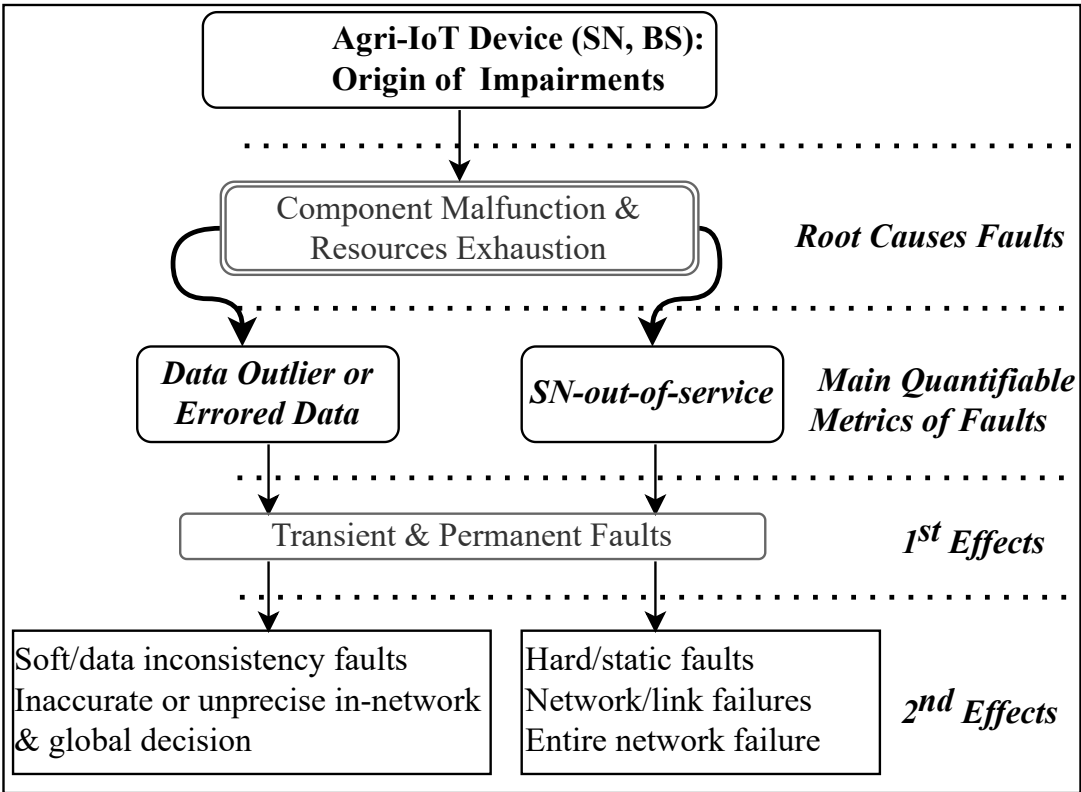 Agri-IoT Device (SN, BS):
Origin of Impairments
Component Malfunction &
Resources Exhaustion
Root Causes Faults
Data Outlier or
Errored Data
SN-out-of-service
Main Quantifiable
Metrics of Faults
Transient & Permanent Faults
1st Effects
Soft/data inconsistency faults
Inaccurate or unprecise in-network
& global decision
Hard/static faults
Network/link failures
Entire network failure
2nd Effects